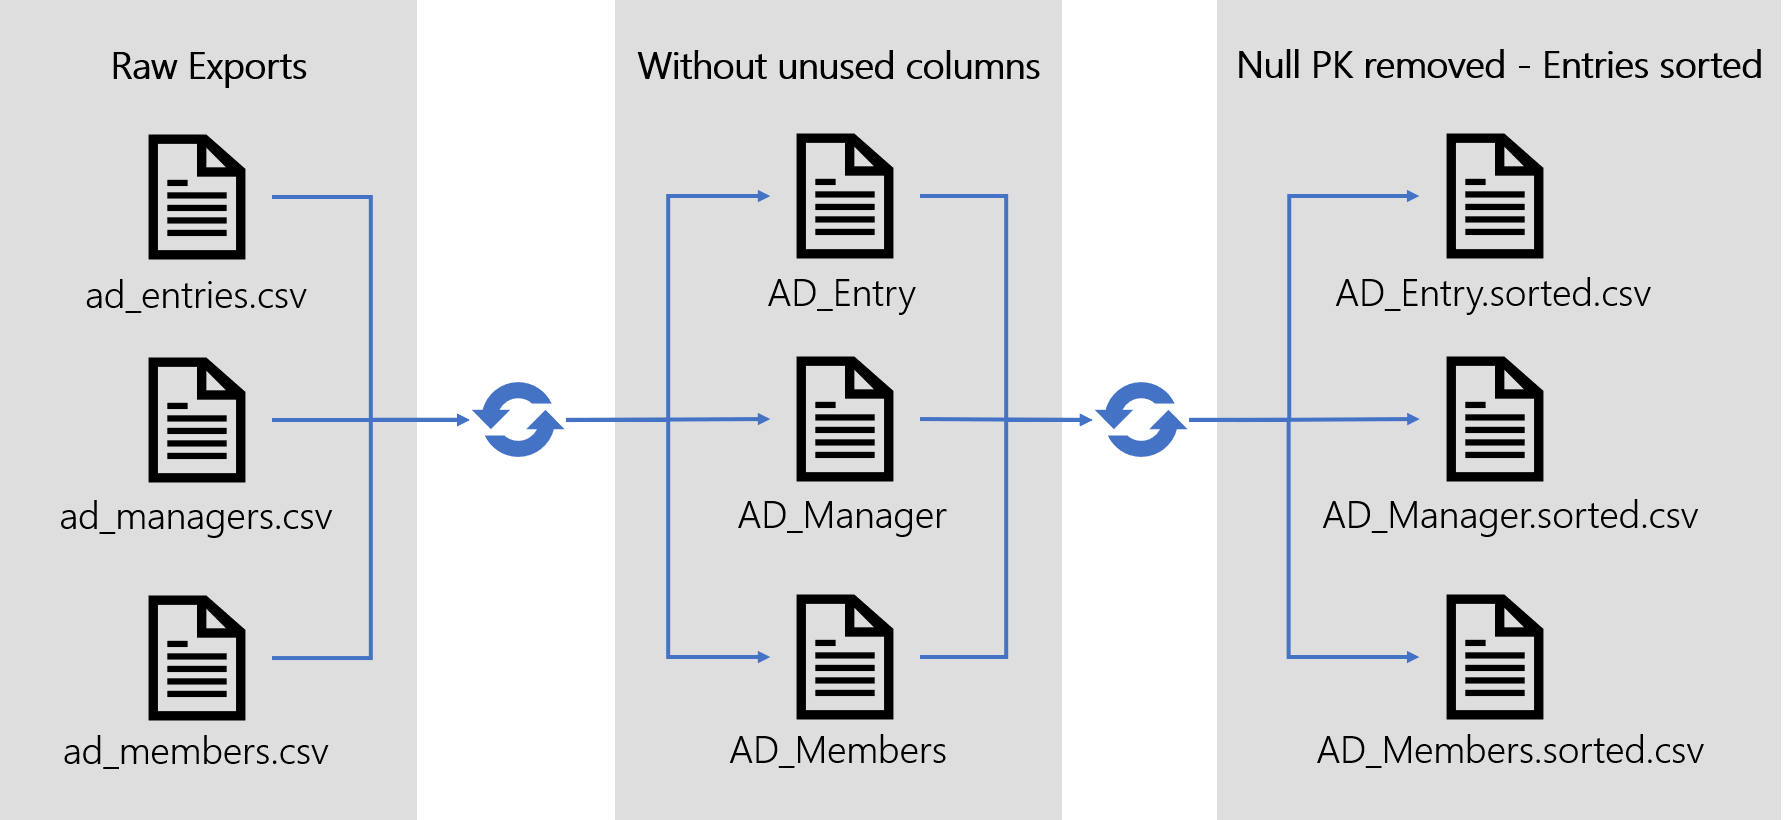 Raw Exports
ad_entries.csv
ad_managers.csv
ad_members.csv
Without unused columns
AD_Entry
AD_Manager
AD_Members
Null PK removed - Entries sorted
AD_Entry.sorted.csv
AD_Manager.sorted.csv
AD_Members.sorted.csv